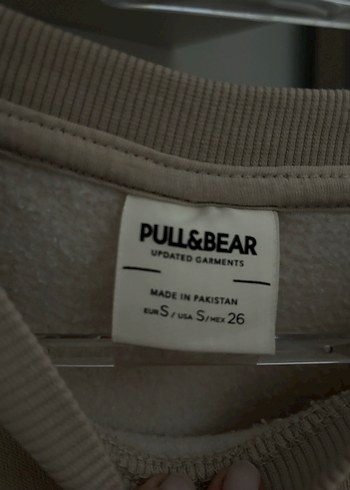 PULL&BEAR
UPDATED GARMENTS
MADE IN PAKISTAN
EUR S / USA S / MEX 26